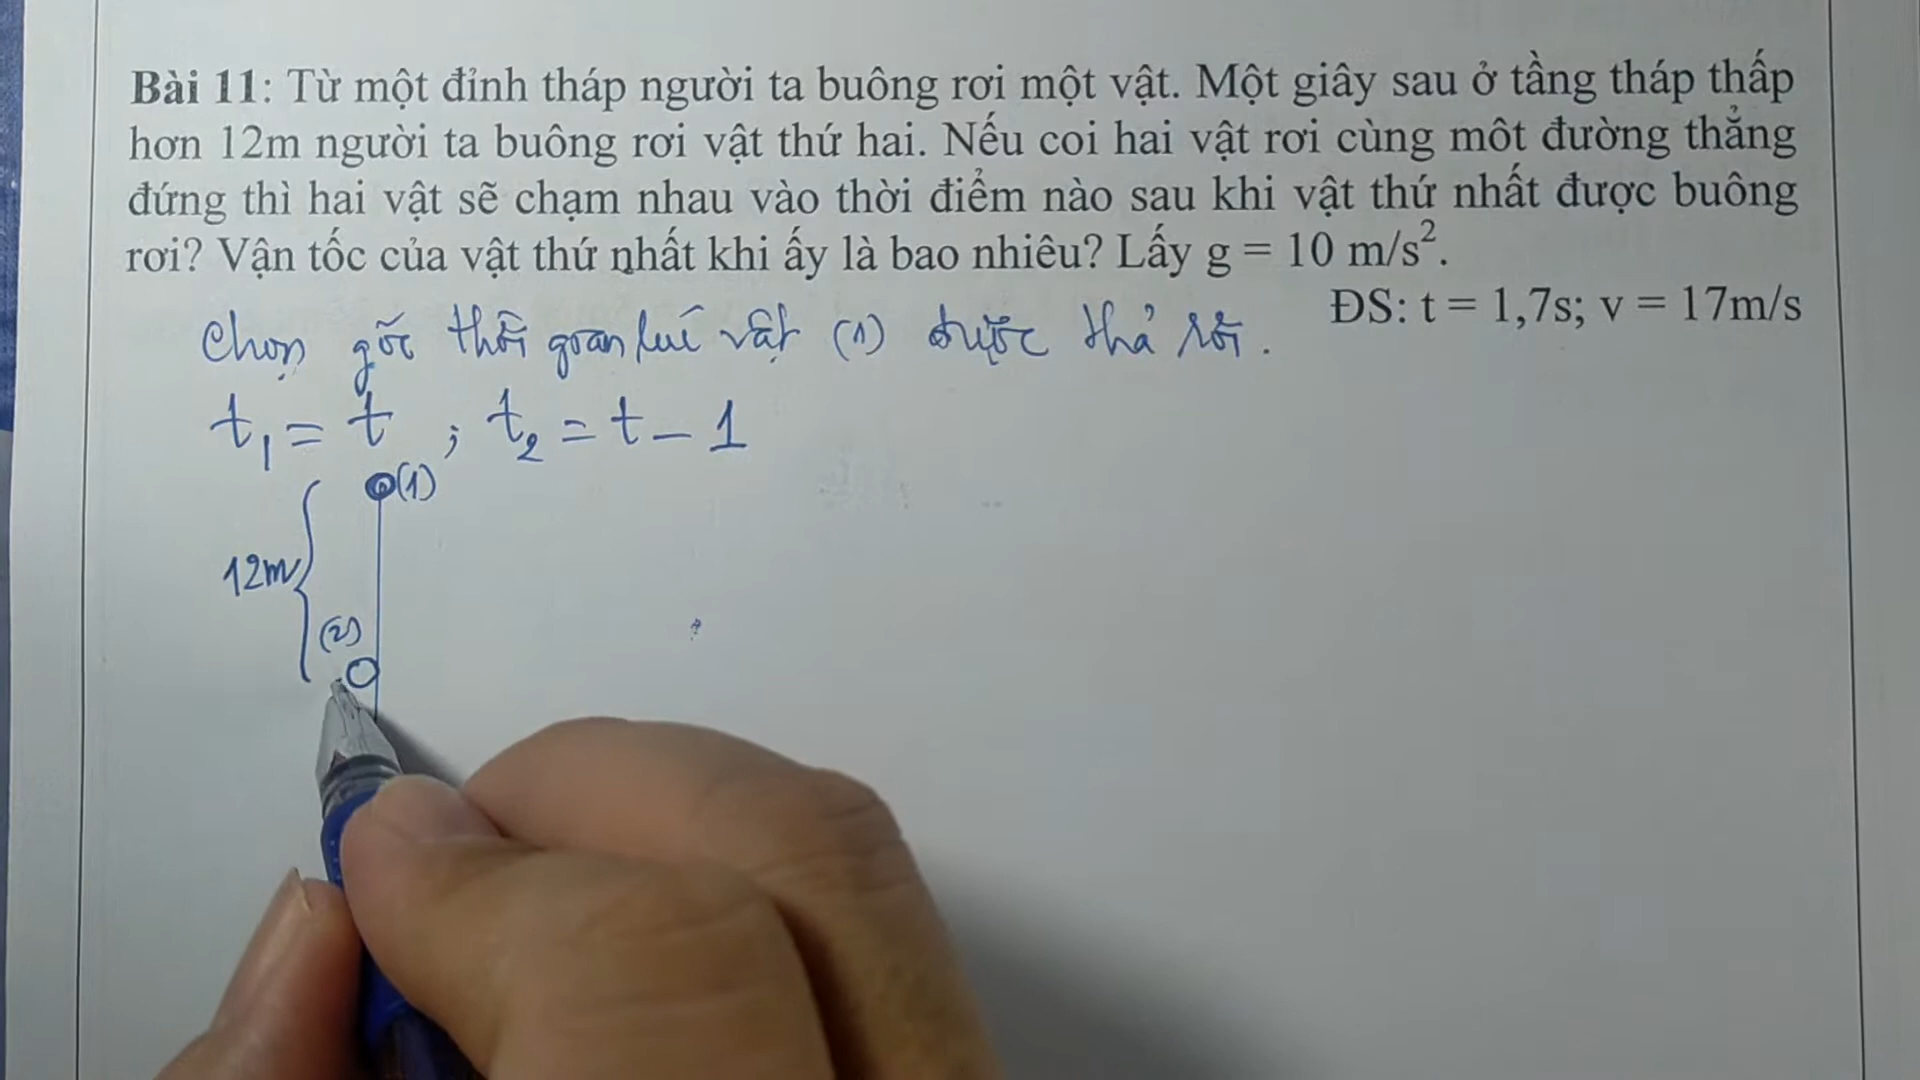 Bài 11: Từ một đỉnh tháp người ta buông rơi một vật. Một giây sau ở tầng tháp thấp
hơn 12m người ta buông rơi vật thứ hai. Nếu coi hai vật rơi cùng một đường thẳng
đứng thì hai vật sẽ chạm nhau vào thời điểm nào sau khi vật thứ nhất được buông
rơi? Vận tốc của vật thứ nhất khi ấy là bao nhiêu? Lấy g = 10 m/s².
ĐS: t = 1,7s; v = 17m/s
Chọn gốc thời gian lúc vật (1) được thả rơi.
t₁ = t ; t₂ = t - 1
(1)
12m
(2)